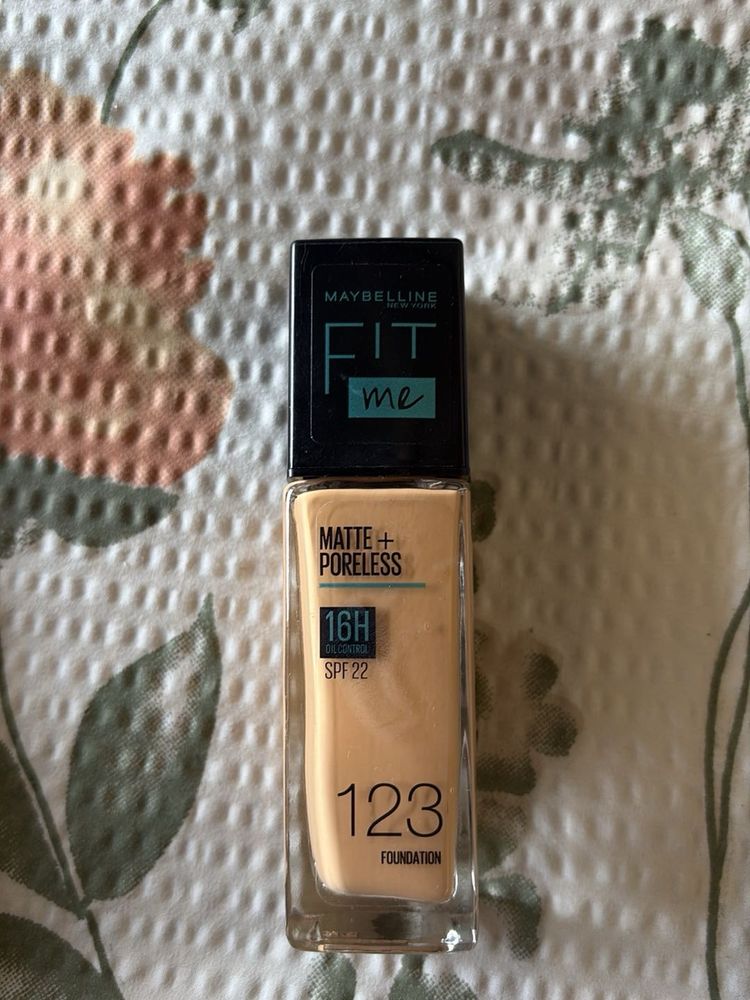 MAYBELLINE
NEW YORK
FIT
me
MATTE +
PORELESS
16H
OIL CONTROL
SPF 22
123
FOUNDATION